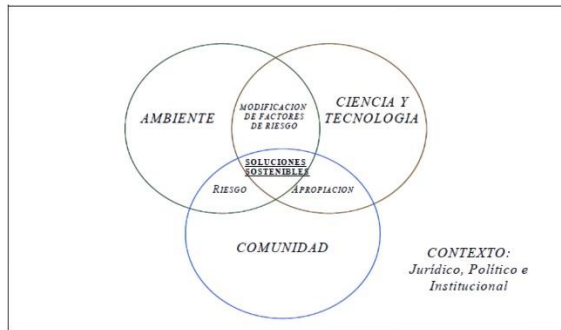 MODIFICACION
DE FACTORES
DE RIESGO
AMBIENTE
CIENCIA Y
TECNOLOGIA
SOLUCIONES
SOSTENIBLES
RIESGO
APROPIACION
COMUNIDAD
CONTEXTO:
Jurídico, Político e
Institucional